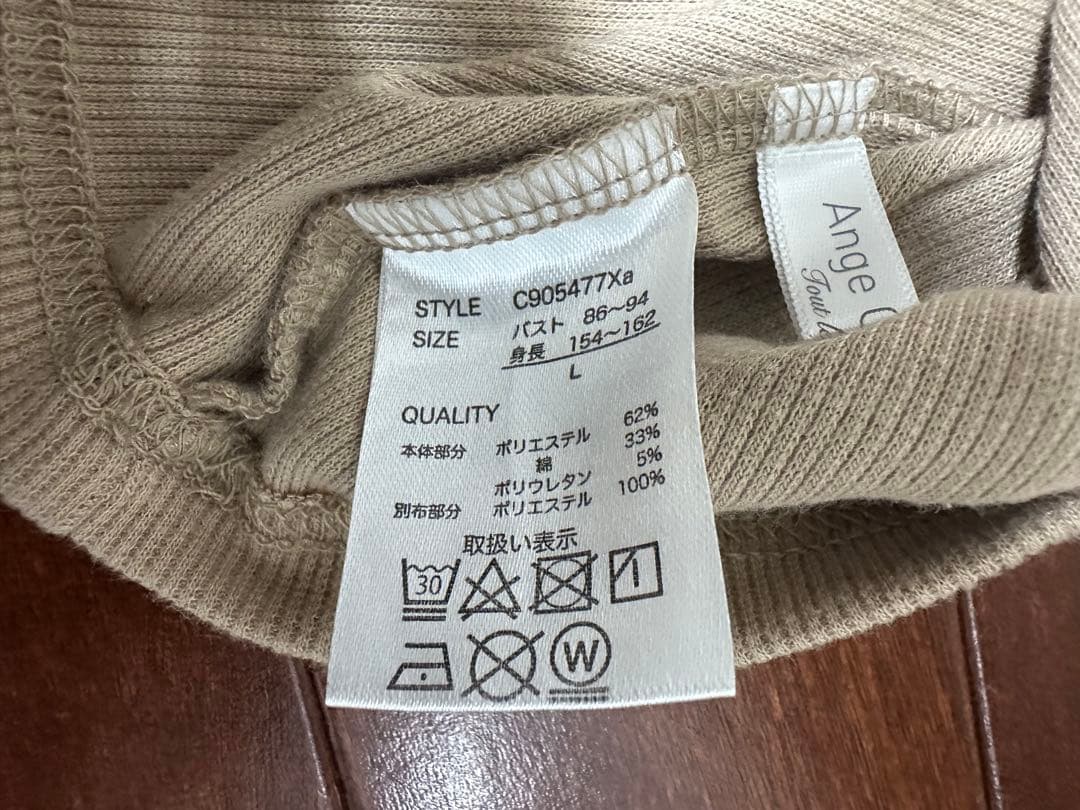 STYLE C905477Xa
SIZE バスト 86〜94
身長 154〜162
L
QUALITY
本体部分 ポリエステル 62%
綿 33%
ポリウレタン 5%
別布部分 ポリエステル 100%
取扱い表示
30
W
Ange
Tout